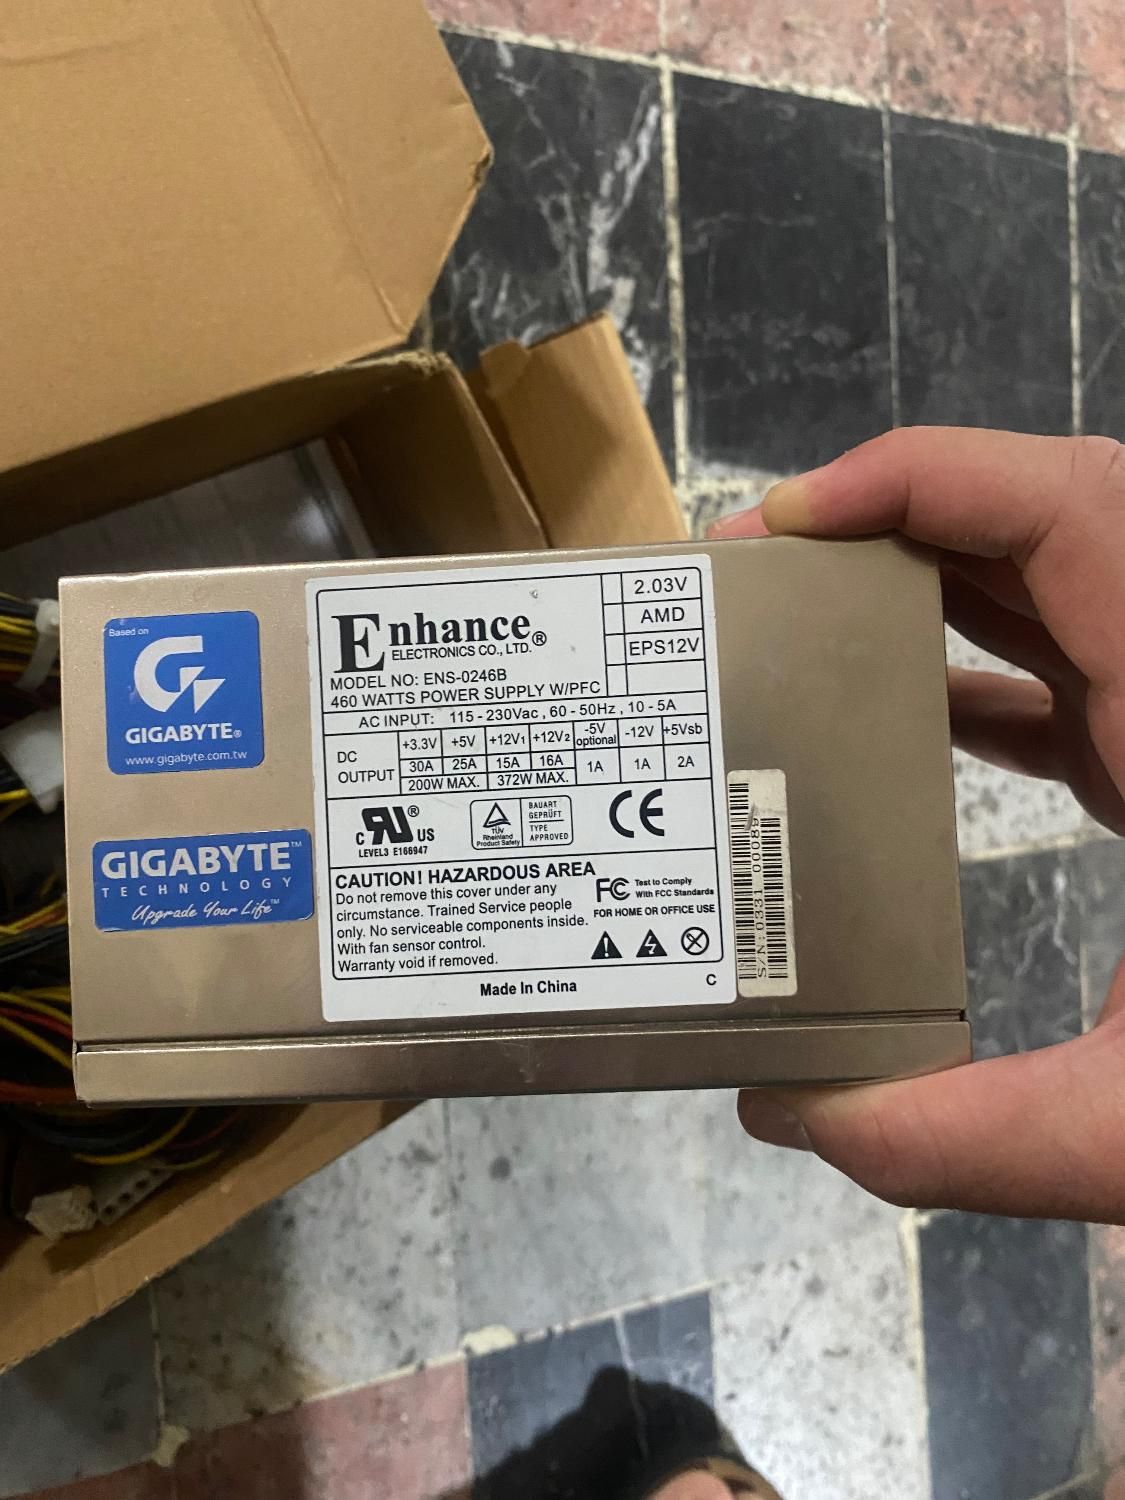 Based on
G
GIGABYTE®
www.gigabyte.com.tw
GIGABYTE™
TECHNOLOGY
Upgrade Your Life™
Enhance®
ELECTRONICS CO., LTD.
MODEL NO: ENS-0246B
460 WATTS POWER SUPPLY W/PFC
2.03V
AMD
EPS12V
AC INPUT: 115 - 230Vac , 60 - 50Hz , 10 - 5A
DC OUTPUT
+3.3V +5V +12V1 +12V2 -5V optional -12V +5Vsb
30A 25A 15A 16A 1A 1A 2A
200W MAX. 372W MAX.
c RU ® US
LEVEL3 E166947
TÜV
Rheinland
Product Safety
BAUART
GEPRÜFT
TYPE
APPROVED
CE
CAUTION! HAZARDOUS AREA
Do not remove this cover under any
circumstance. Trained Service people
only. No serviceable components inside.
With fan sensor control.
Warranty void if removed.
FC Test to Comply
With FCC Standards
FOR HOME OR OFFICE USE
Made In China
C
S/N: 0331 00085